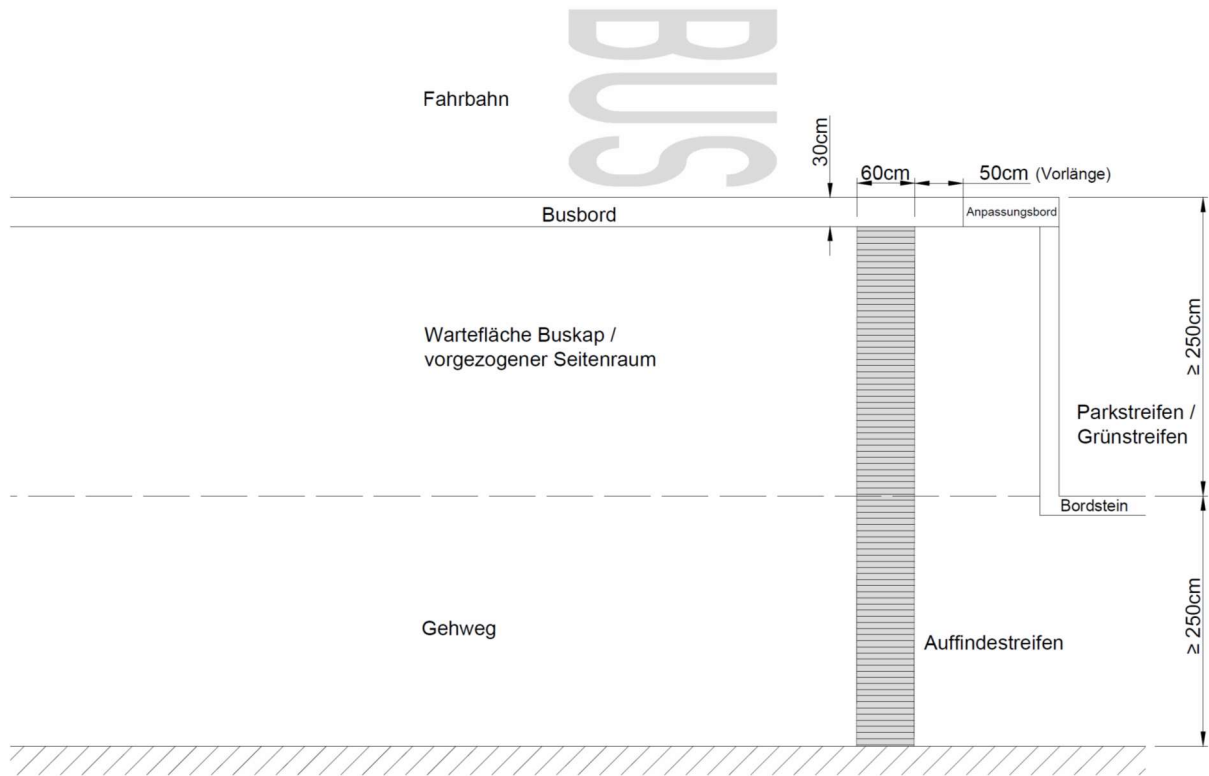 BUS
Fahrbahn
30cm
60cm
50cm (Vorlänge)
Busbord
Anpassungsbord
Wartefläche Buskap /
vorgezogener Seitenraum
≥ 250cm
Parkstreifen /
Grünstreifen
Bordstein
Gehweg
Auffindestreifen
≥ 250cm